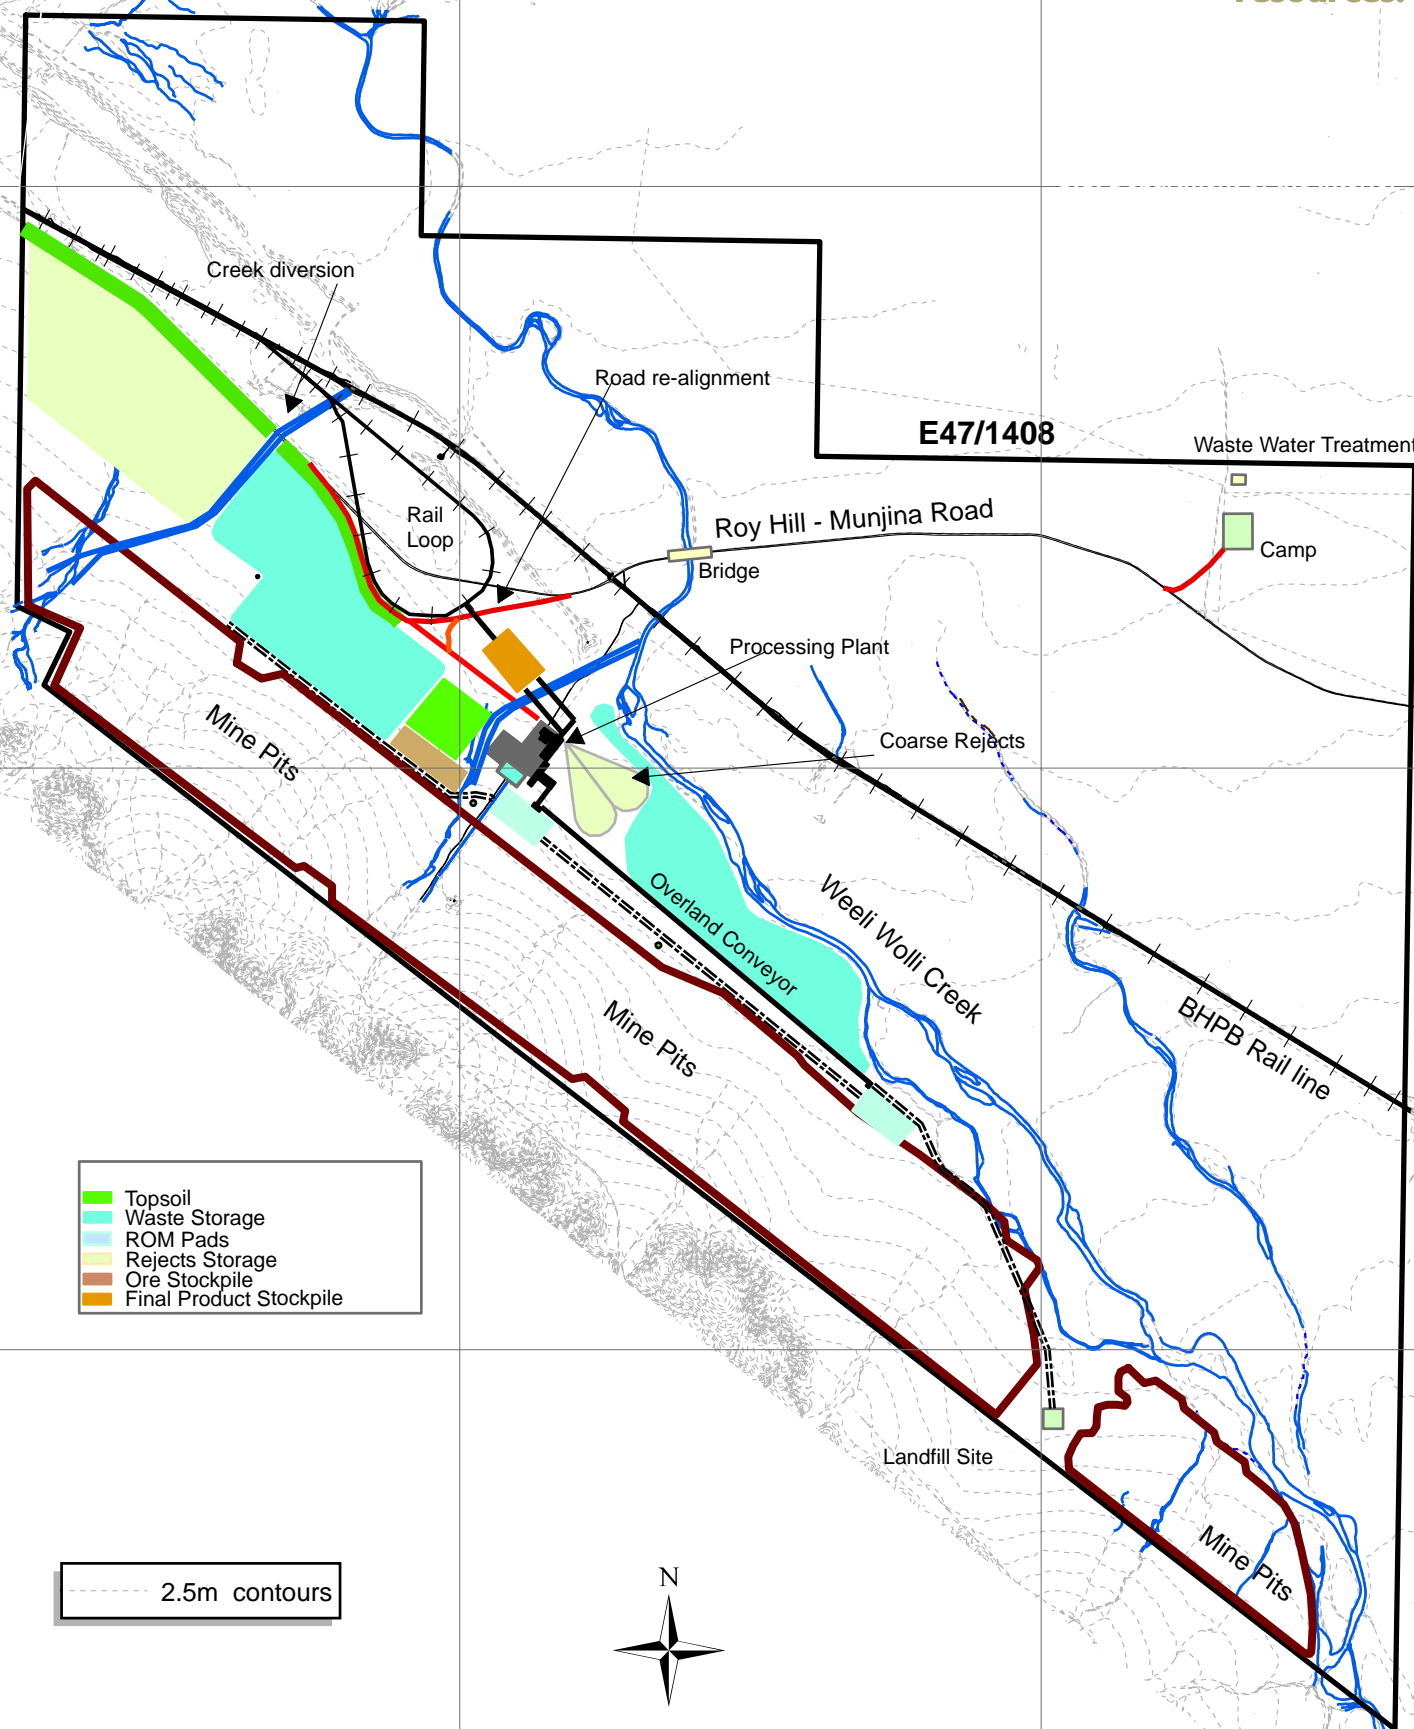 resources.
Creek diversion
Road re-alignment
E47/1408
Waste Water Treatment
Roy Hill - Munjina Road
Rail
Loop
Bridge
Camp
Processing Plant
Mine Pits
Coarse Rejects
Overland Conveyor
Weeli Wolli Creek
Mine Pits
BHPB Rail line
Topsoil
Waste Storage
ROM Pads
Rejects Storage
Ore Stockpile
Final Product Stockpile
Landfill Site
Mine Pits
2.5m contours
N